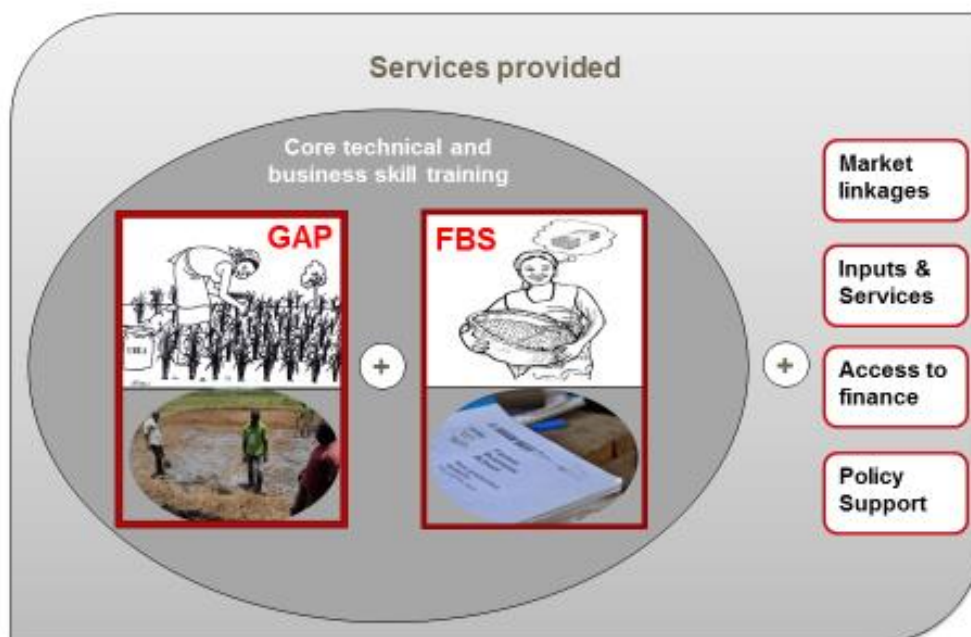 Services provided
Core technical and
business skill training
GAP
FBS
UREA
Market
linkages
Inputs &
Services
Access to
finance
Policy
Support